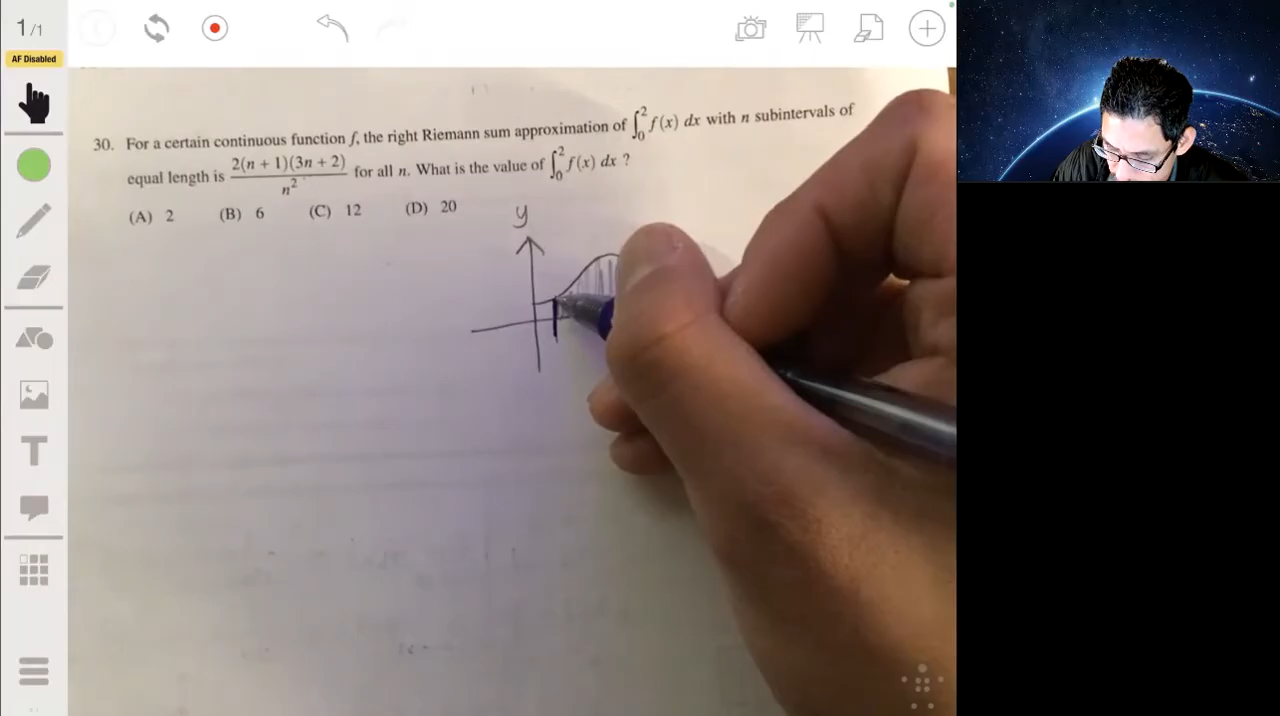 1/1
AF Disabled
30. For a certain continuous function f, the right Riemann sum approximation of ∫₀² f(x) dx with n subintervals of
equal length is 2(n + 1)(3n + 2)/n² for all n. What is the value of ∫₀² f(x) dx ?
(A) 2 (B) 6 (C) 12 (D) 20
y
T